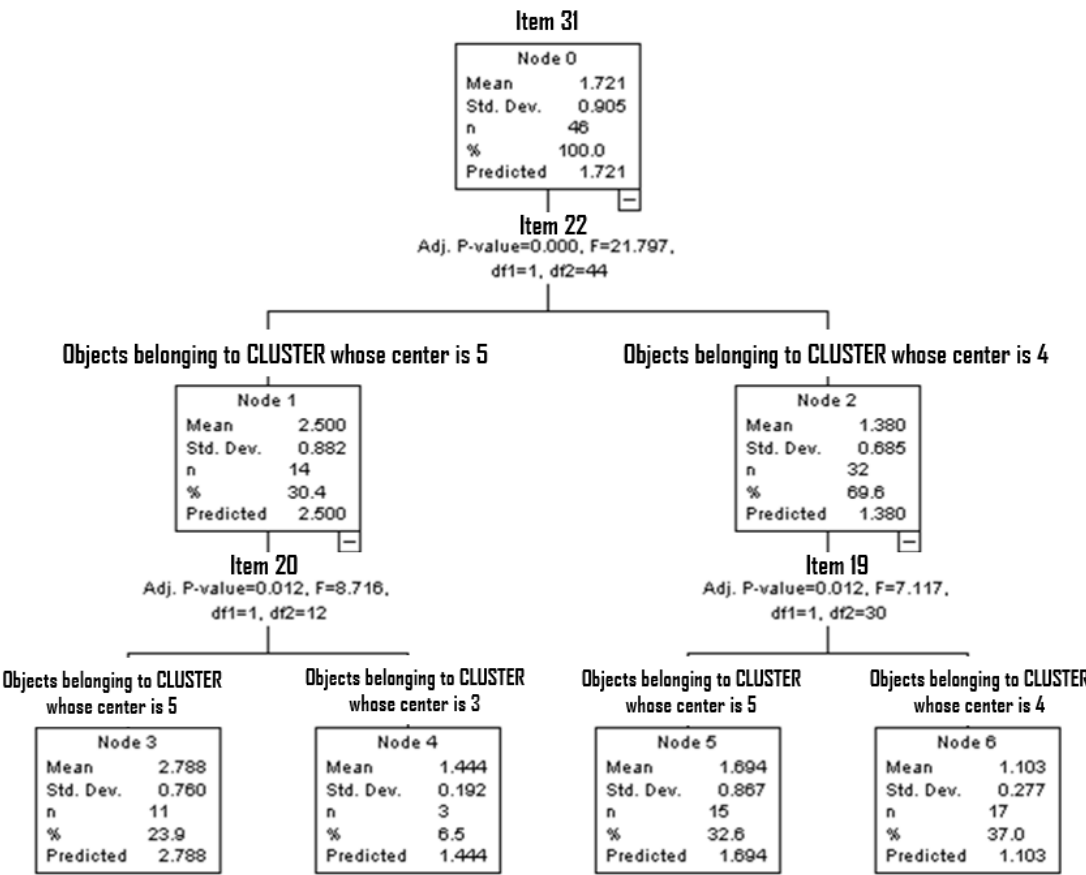 Item 31
Node 0
Mean 1.721
Std. Dev. 0.905
n 46
% 100.0
Predicted 1.721
Item 22
Adj. P-value=0.000, F=21.797,
df1=1, df2=44
Objects belonging to CLUSTER whose center is 5
Node 1
Mean 2.500
Std. Dev. 0.882
n 14
% 30.4
Predicted 2.500
Objects belonging to CLUSTER whose center is 4
Node 2
Mean 1.380
Std. Dev. 0.685
n 32
% 69.6
Predicted 1.380
Item 20
Adj. P-value=0.012, F=8.716,
df1=1, df2=12
Item 19
Adj. P-value=0.012, F=7.117,
df1=1, df2=30
Objects belonging to CLUSTER
whose center is 5
Node 3
Mean 2.788
Std. Dev. 0.760
n 11
% 23.9
Predicted 2.788
Objects belonging to CLUSTER
whose center is 3
Node 4
Mean 1.444
Std. Dev. 0.192
n 3
% 6.5
Predicted 1.444
Objects belonging to CLUSTER
whose center is 5
Node 5
Mean 1.694
Std. Dev. 0.867
n 15
% 32.6
Predicted 1.694
Objects belonging to CLUSTER
whose center is 4
Node 6
Mean 1.103
Std. Dev. 0.277
n 17
% 37.0
Predicted 1.103